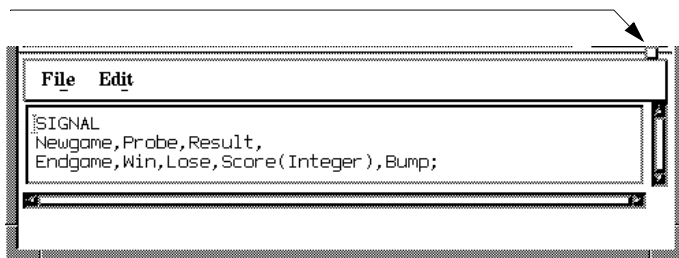 File Edit
SIGNAL
Newgame,Probe,Result,
Endgame,Win,Lose,Score(Integer),Bump;